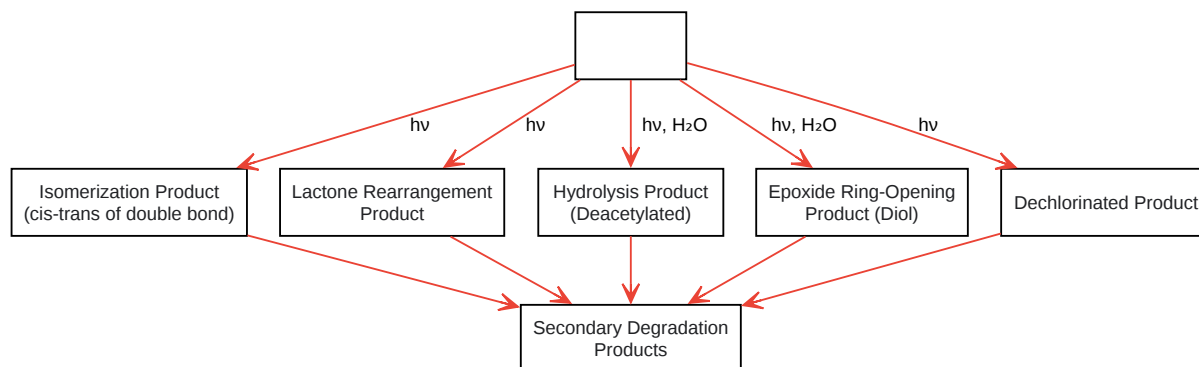 hν
hν
hν, H₂O
hν, H₂O
hν
Isomerization Product
(cis-trans of double bond)
Lactone Rearrangement
Product
Hydrolysis Product
(Deacetylated)
Epoxide Ring-Opening
Product (Diol)
Dechlorinated Product
Secondary Degradation
Products